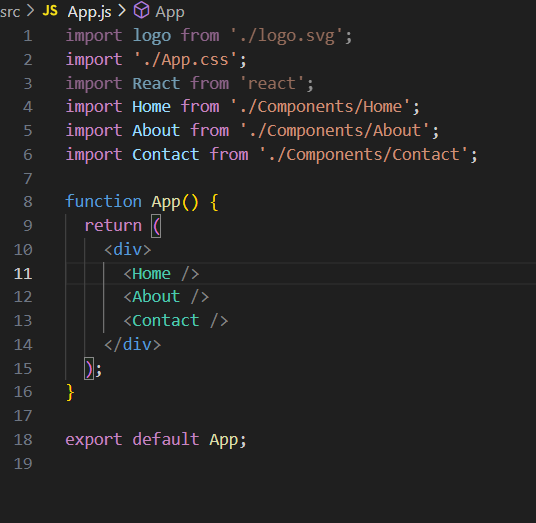 src > JS App.js > App
1 import logo from './logo.svg';
2 import './App.css';
3 import React from 'react';
4 import Home from './Components/Home';
5 import About from './Components/About';
6 import Contact from './Components/Contact';
7
8 function App() {
9   return (
10     <div>
11       <Home />
12       <About />
13       <Contact />
14     </div>
15   );
16 }
17
18 export default App;
19